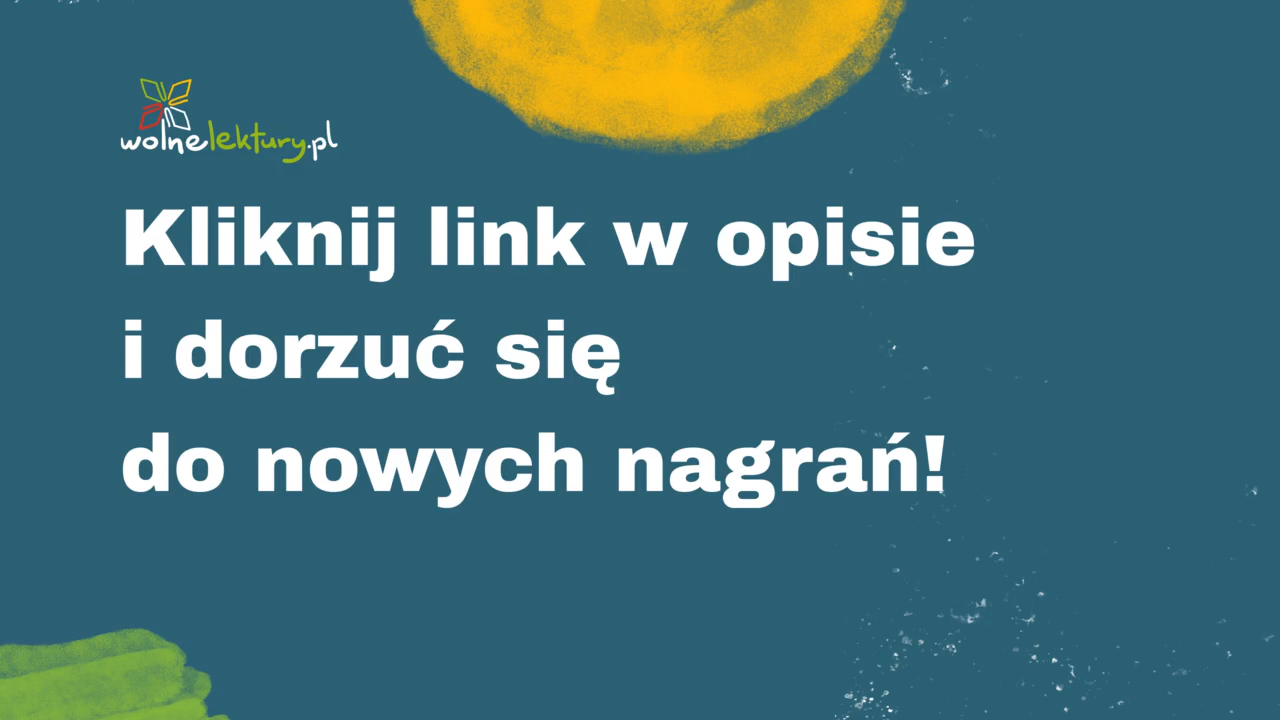 wolnelektury.pl
Kliknij link w opisie
i dorzuć się
do nowych nagrań!